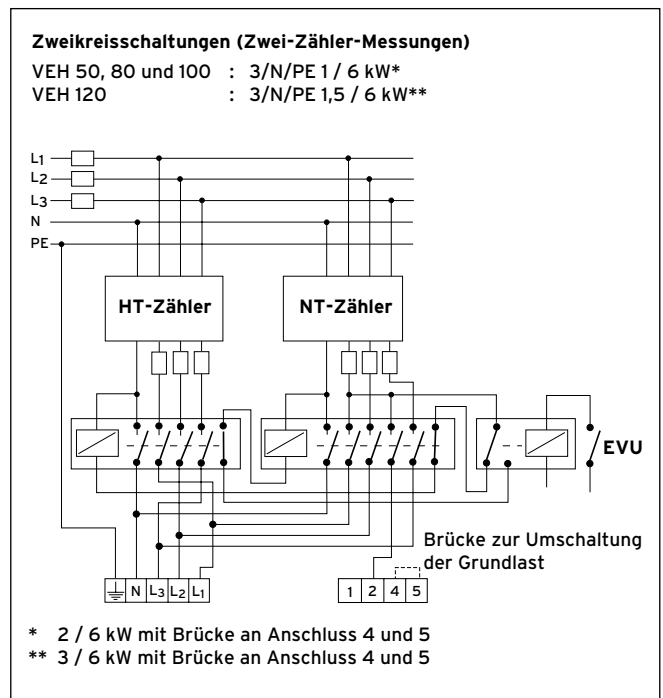 Zweikreisschaltungen (Zwei-Zähler-Messungen)
VEH 50, 80 und 100 : 3/N/PE 1 / 6 kW*
VEH 120 : 3/N/PE 1,5 / 6 kW**
L1
L2
L3
N
PE
HT-Zähler NT-Zähler
EVU
Brücke zur Umschaltung
der Grundlast
N L3 L2 L1 1 2 4 5
* 2 / 6 kW mit Brücke an Anschluss 4 und 5
** 3 / 6 kW mit Brücke an Anschluss 4 und 5